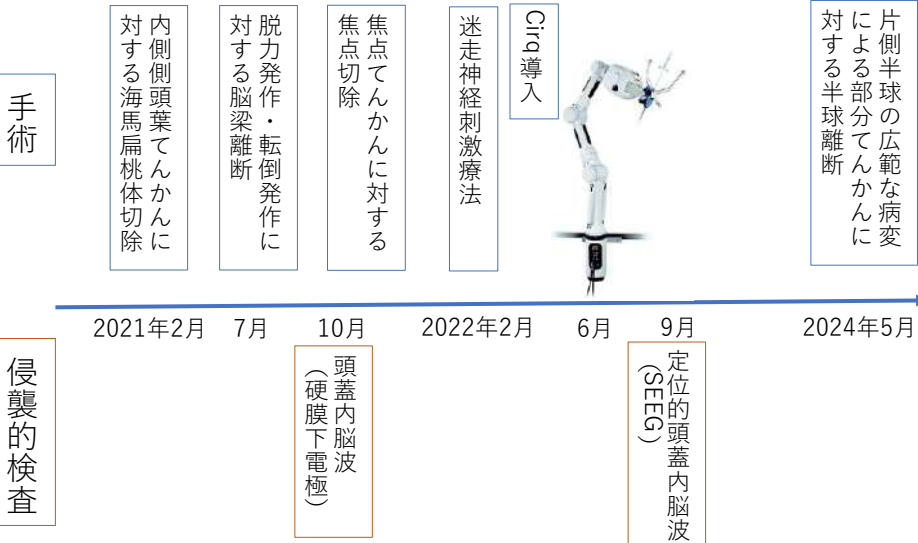 手術
内側側頭葉てんかんに
対する海馬扁桃体切除
脱力発作・転倒発作に
対する脳梁離断
焦点てんかんに対する
焦点切除
迷走神経刺激療法
Cirq導入
片側半球の広範な病変
による部分てんかんに
対する半球離断
2021年2月
7月
10月
2022年2月
6月
9月
2024年5月
侵襲的検査
頭蓋内脳波
（硬膜下電極）
定位的頭蓋内脳波
（SEEG）